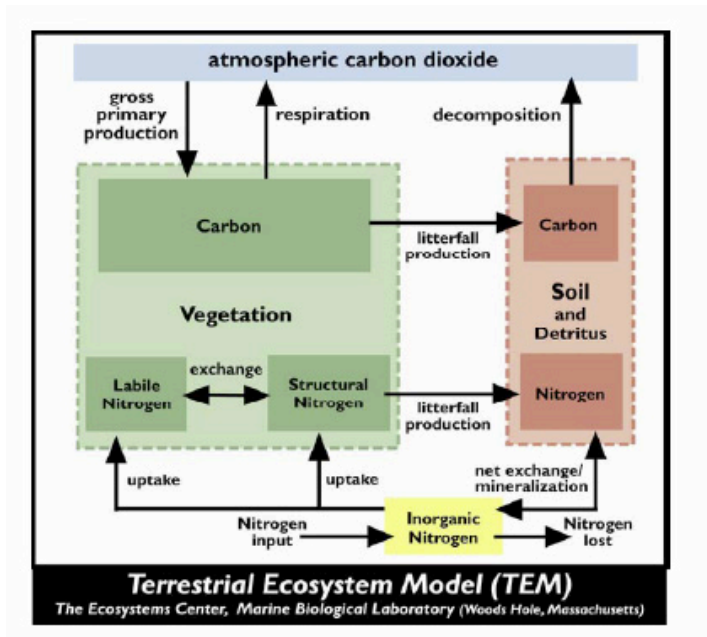 atmospheric carbon dioxide
gross
primary
production
respiration
decomposition
Carbon
litterfall
production
Carbon
Vegetation
Soil
and
Detritus
Labile
Nitrogen
exchange
Structural
Nitrogen
litterfall
production
Nitrogen
uptake
uptake
net exchange/
mineralization
Nitrogen
input
Inorganic
Nitrogen
Nitrogen
lost
Terrestrial Ecosystem Model (TEM)
The Ecosystems Center, Marine Biological Laboratory (Woods Hole, Massachusetts)